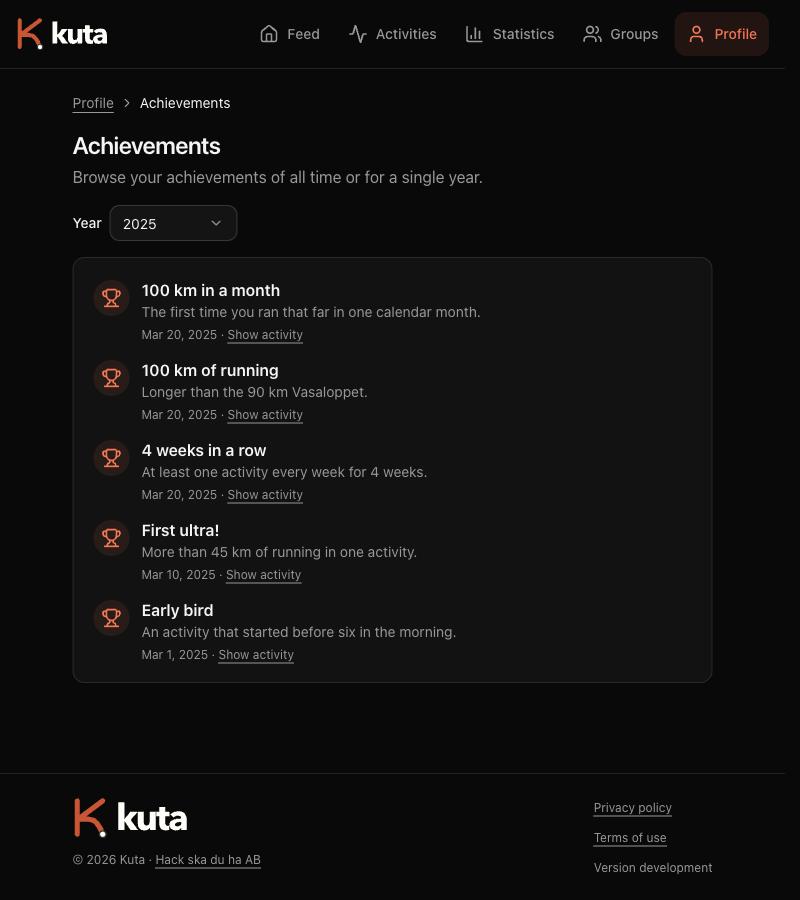 kuta
Feed
Activities
Statistics
Groups
Profile
Profile > Achievements
Achievements
Browse your achievements of all time or for a single year.
Year 2025
100 km in a month
The first time you ran that far in one calendar month.
Mar 20, 2025 · Show activity
100 km of running
Longer than the 90 km Vasaloppet.
Mar 20, 2025 · Show activity
4 weeks in a row
At least one activity every week for 4 weeks.
Mar 20, 2025 · Show activity
First ultra!
More than 45 km of running in one activity.
Mar 10, 2025 · Show activity
Early bird
An activity that started before six in the morning.
Mar 1, 2025 · Show activity
kuta
© 2026 Kuta · Hack ska du ha AB
Privacy policy
Terms of use
Version development